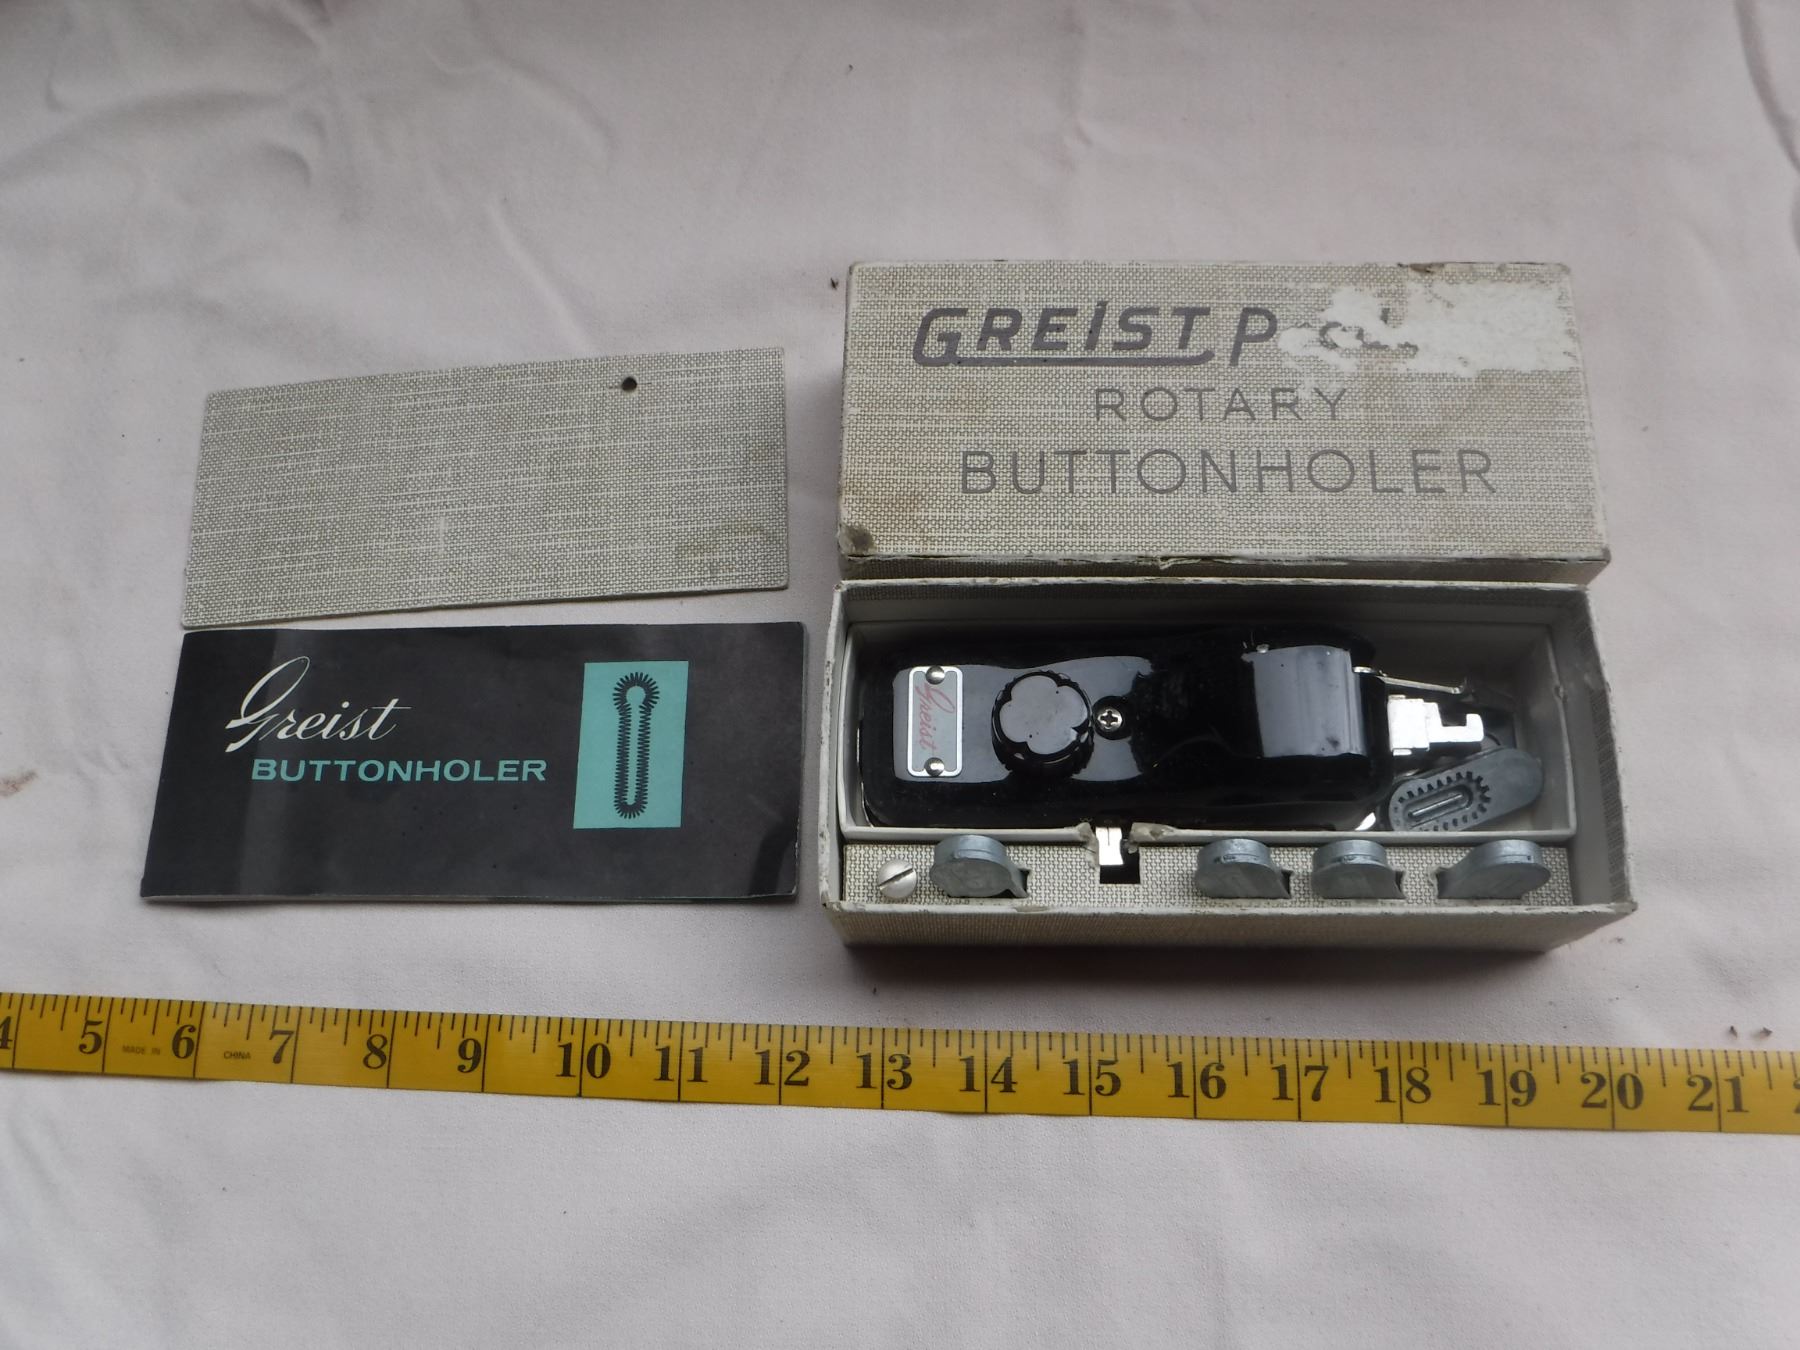 GREIST
ROTARY
BUTTONHOLER
Greist
BUTTONHOLER
Greist
4 5 MADE IN 6 CHINA 7 8 9 10 11 12 13 14 15 16 17 18 19 20 21